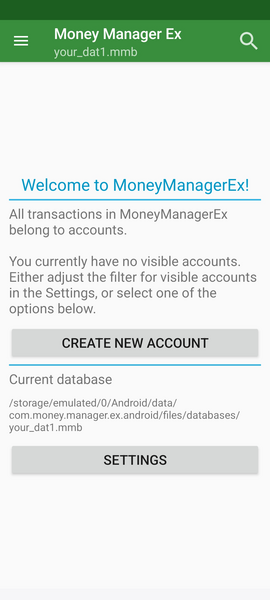 Money Manager Ex
your_dat1.mmb
Welcome to MoneyManagerEx!
All transactions in MoneyManagerEx
belong to accounts.
You currently have no visible accounts.
Either adjust the filter for visible accounts
in the Settings, or select one of the
options below.
CREATE NEW ACCOUNT
Current database
/storage/emulated/0/Android/data/
com.money.manager.ex.android/files/databases/
your_dat1.mmb
SETTINGS